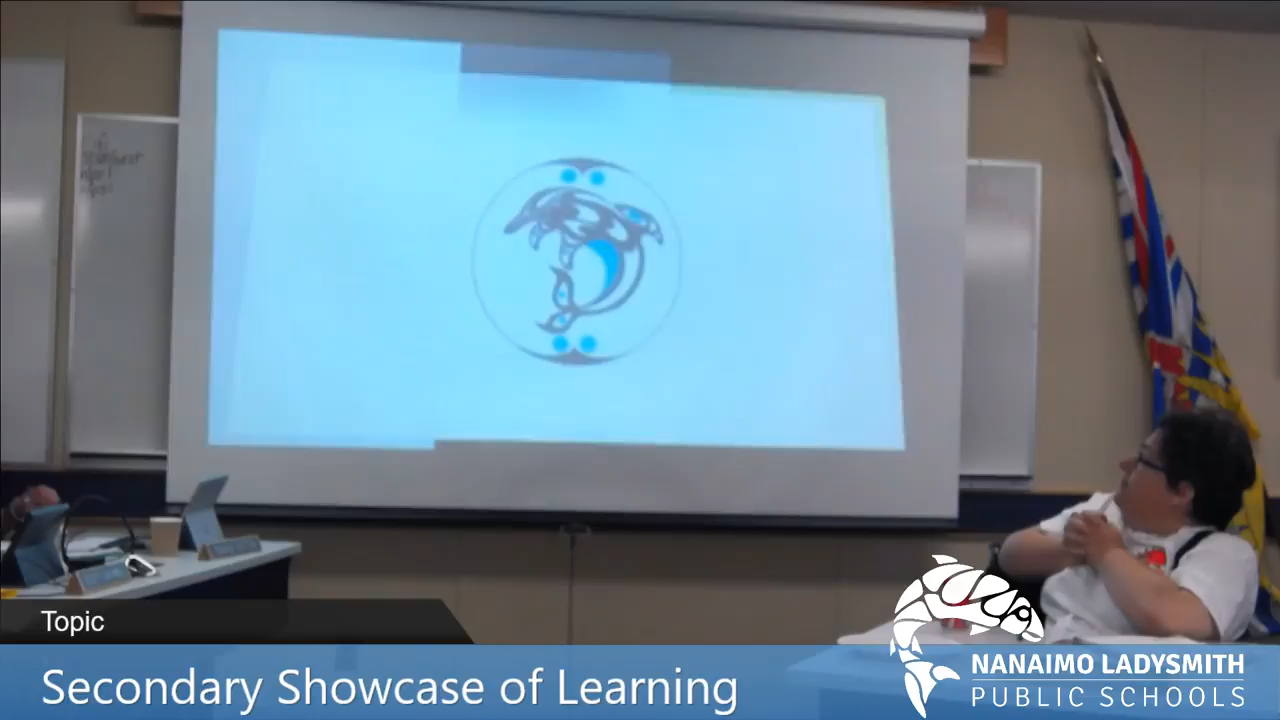 Topic
Secondary Showcase of Learning
NANAIMO LADYSMITH
PUBLIC SCHOOLS